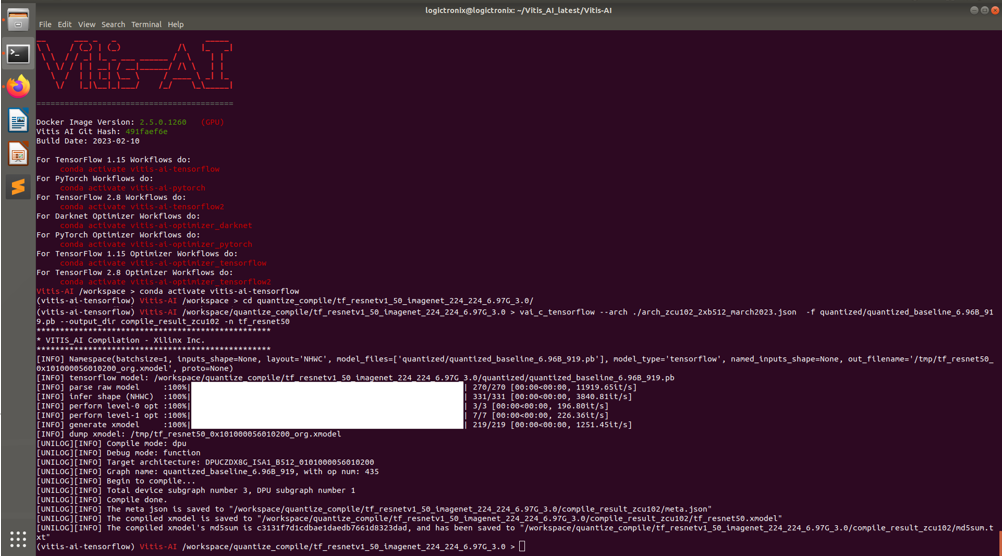 logictronix@logictronix: ~/Vitis_AI_latest/Vitis-AI
File Edit View Search Terminal Help
Vitis-AI
==========================================
Docker Image Version: 2.5.0.1260 (GPU)
Vitis AI Git Hash: 491faef6e
Build Date: 2023-02-10
For TensorFlow 1.15 Workflows do:
conda activate vitis-ai-tensorflow
For PyTorch Workflows do:
conda activate vitis-ai-pytorch
For TensorFlow 2.8 Workflows do:
conda activate vitis-ai-tensorflow2
For Darknet Optimizer Workflows do:
conda activate vitis-ai-optimizer_darknet
For PyTorch Optimizer Workflows do:
conda activate vitis-ai-optimizer_pytorch
For TensorFlow 1.15 Optimizer Workflows do:
conda activate vitis-ai-optimizer_tensorflow
For TensorFlow 2.8 Optimizer Workflows do:
conda activate vitis-ai-optimizer_tensorflow2
Vitis-AI /workspace > conda activate vitis-ai-tensorflow
(vitis-ai-tensorflow) Vitis-AI /workspace > cd quantize_compile/tf_resnetv1_50_imagenet_224_224_6.97G_3.0/
(vitis-ai-tensorflow) Vitis-AI /workspace/quantize_compile/tf_resnetv1_50_imagenet_224_224_6.97G_3.0 > vai_c_tensorflow --arch ./arch_zcu102_2xb512_march2023.json -f quantized/quantized_baseline_6.96B_91
9.pb --output_dir compile_result_zcu102 -n tf_resnet50
**************************************************
* VITIS_AI Compilation - Xilinx Inc.
**************************************************
[INFO] Namespace(batchsize=1, inputs_shape=None, layout='NHWC', model_files=['quantized/quantized_baseline_6.96B_919.pb'], model_type='tensorflow', named_inputs_shape=None, out_filename='/tmp/tf_resnet50_
0x101000056010200_org.xmodel', proto=None)
[INFO] tensorflow model: /workspace/quantize_compile/tf_resnetv1_50_imagenet_224_224_6.97G_3.0/quantized/quantized_baseline_6.96B_919.pb
[INFO] parse raw model :100%| | 270/270 [00:00<00:00, 11919.65it/s]
[INFO] infer shape (NHWC) :100%| | 331/331 [00:00<00:00, 3840.81it/s]
[INFO] perform level-0 opt :100%| | 3/3 [00:00<00:00, 196.80it/s]
[INFO] perform level-1 opt :100%| | 7/7 [00:00<00:00, 226.36it/s]
[INFO] generate xmodel :100%| | 219/219 [00:00<00:00, 1251.45it/s]
[INFO] dump xmodel: /tmp/tf_resnet50_0x101000056010200_org.xmodel
[UNILOG][INFO] Compile mode: dpu
[UNILOG][INFO] Debug mode: function
[UNILOG][INFO] Target architecture: DPUCZDX8G_ISA1_B512_0101000056010200
[UNILOG][INFO] Graph name: quantized_baseline_6.96B_919, with op num: 435
[UNILOG][INFO] Begin to compile...
[UNILOG][INFO] Total device subgraph number 3, DPU subgraph number 1
[UNILOG][INFO] Compile done.
[UNILOG][INFO] The meta json is saved to "/workspace/quantize_compile/tf_resnetv1_50_imagenet_224_224_6.97G_3.0/compile_result_zcu102/meta.json"
[UNILOG][INFO] The compiled xmodel is saved to "/workspace/quantize_compile/tf_resnetv1_50_imagenet_224_224_6.97G_3.0/compile_result_zcu102/tf_resnet50.xmodel"
[UNILOG][INFO] The compiled xmodel's md5sum is c3131f7d1cdbae1daedb7661d8323dad, and has been saved to "/workspace/quantize_compile/tf_resnetv1_50_imagenet_224_224_6.97G_3.0/compile_result_zcu102/md5sum.t
xt"
(vitis-ai-tensorflow) Vitis-AI /workspace/quantize_compile/tf_resnetv1_50_imagenet_224_224_6.97G_3.0 >